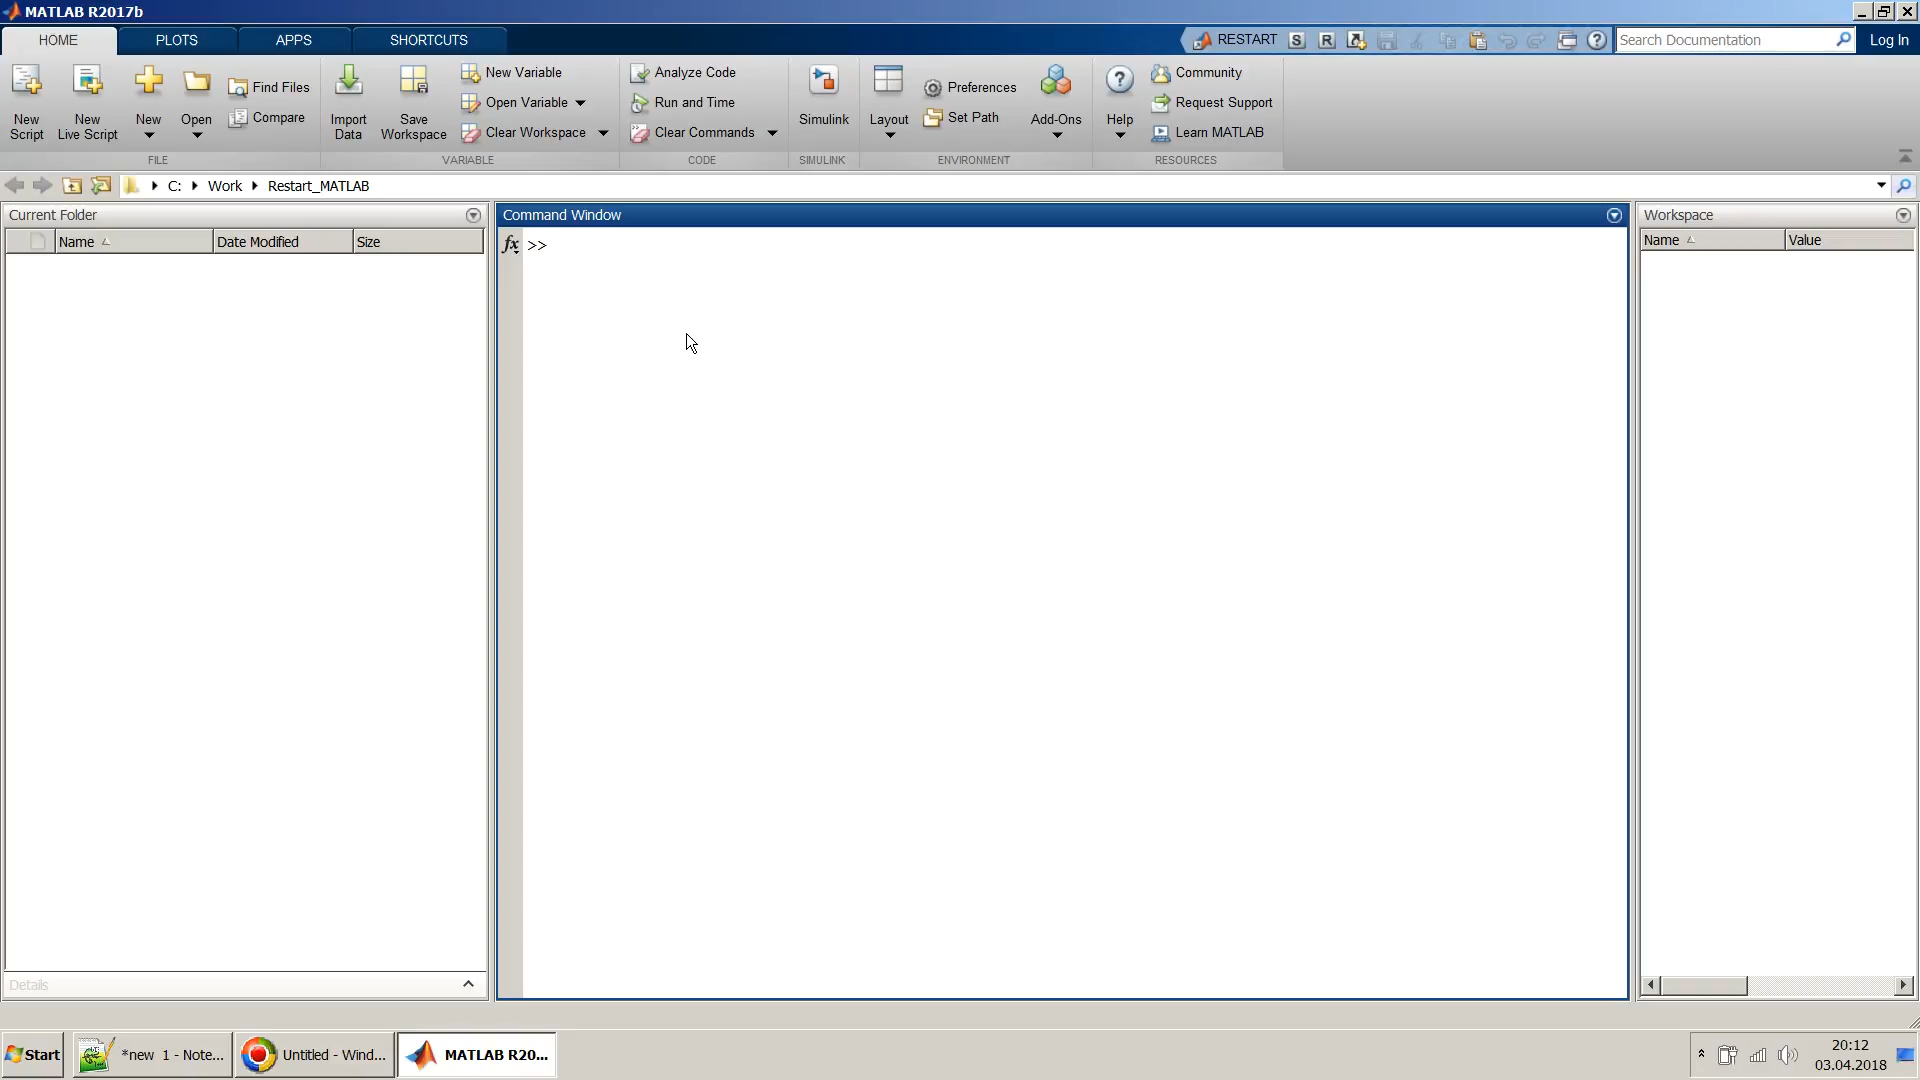 MATLAB R2017b
HOME PLOTS APPS SHORTCUTS RESTART S R Search Documentation Log In
New Script
New Live Script
New
Open
Find Files
Compare
FILE
Import Data
Save Workspace
New Variable
Open Variable
Clear Workspace
VARIABLE
Analyze Code
Run and Time
Clear Commands
CODE
Simulink
SIMULINK
Layout
Preferences
Set Path
Add-Ons
ENVIRONMENT
Help
Community
Request Support
Learn MATLAB
RESOURCES
C: Work Restart_MATLAB
Current Folder
Name Date Modified Size
Details
Command Window
fx >>
Workspace
Name Value
Start *new 1 - Note... Untitled - Wind... MATLAB R20...
20:12
03.04.2018